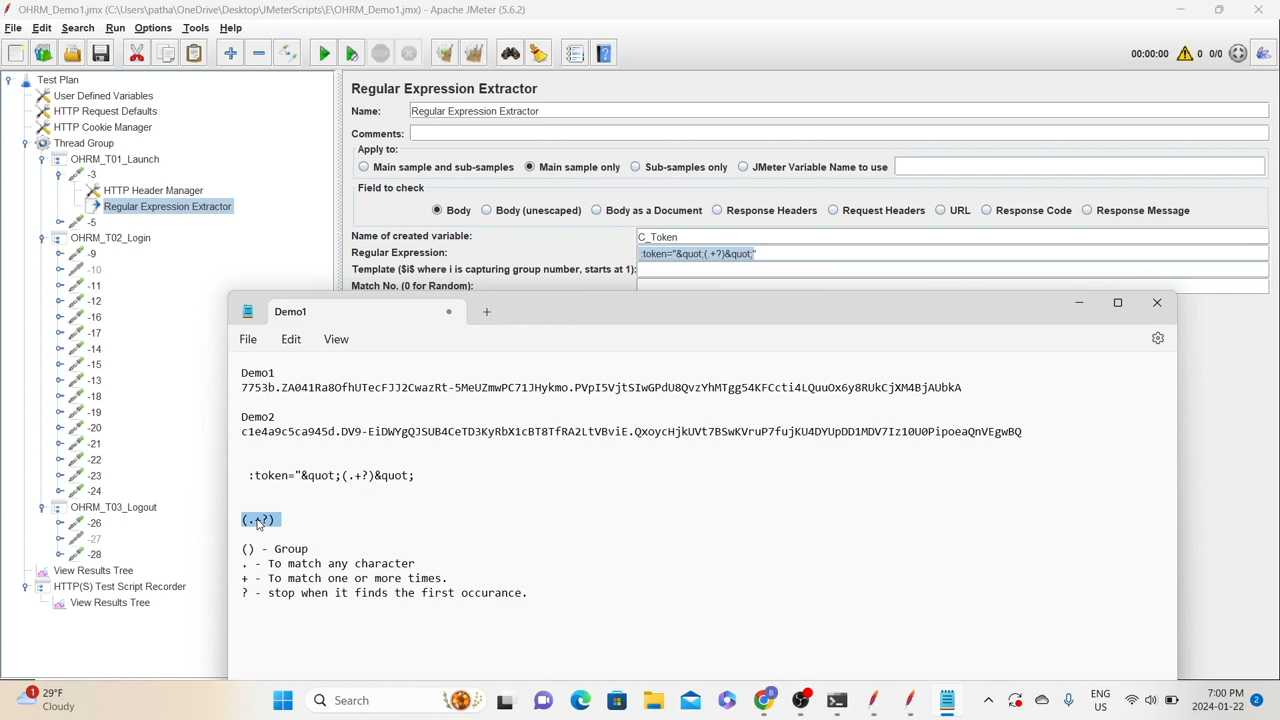 OHRM_Demo1.jmx (C:\Users\patha\OneDrive\Desktop\JMeterScripts\E\OHRM_Demo1.jmx) - Apache JMeter (5.6.2)
File Edit Search Run Options Tools Help
00:00:00 0 0/0
Test Plan
User Defined Variables
HTTP Request Defaults
HTTP Cookie Manager
Thread Group
OHRM_T01_Launch
-3
HTTP Header Manager
Regular Expression Extractor
-5
OHRM_T02_Login
-9
-10
-11
-12
-16
-17
-14
-15
-13
-18
-19
-20
-21
-22
-23
-24
OHRM_T03_Logout
-26
-27
-28
View Results Tree
HTTP(S) Test Script Recorder
View Results Tree
Regular Expression Extractor
Name: Regular Expression Extractor
Comments:
Apply to:
Main sample and sub-samples Main sample only Sub-samples only JMeter Variable Name to use
Field to check
Body Body (unescaped) Body as a Document Response Headers Request Headers URL Response Code Response Message
Name of created variable: C_Token
Regular Expression: :token="&quot;(.+?)&quot;"
Template ($i$ where i is capturing group number, starts at 1):
Match No. (0 for Random):
Demo1
File Edit View
Demo1
7753b.ZA041Ra8OfhUTecFJJ2CwazRt-5MeUZmwPC71JHykmo.PVpI5VjtSIwGPdU8QvzYhMTgg54KFCcti4LQuuOx6y8RUkCjXM4BjAUbkA
Demo2
c1e4a9c5ca945d.DV9-EiDWYgQJSUB4CeTD3KyRbX1cBT8TfRA2LtVBviE.QxoycHjkUVt7BSwKVruP7fujKU4DYUpDD1MDV7Iz10U0PipoeaQnVEgwBQ
:token="&quot;(.+?)&quot;
(.+?)
() - Group
. - To match any character
+ - To match one or more times.
? - stop when it finds the first occurance.
1
29°F
Cloudy
Search
8
ENG
US
7:00 PM
2024-01-22
2